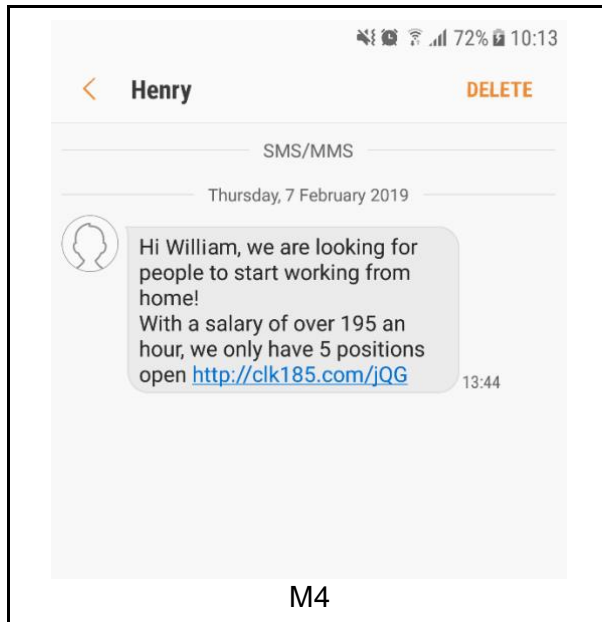 72% 10:13
Henry DELETE
SMS/MMS
Thursday, 7 February 2019
Hi William, we are looking for
people to start working from
home!
With a salary of over 195 an
hour, we only have 5 positions
open http://clk185.com/jQG
13:44
M4